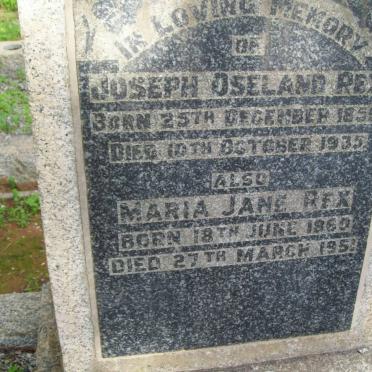 IN LOVING MEMORY
OF
JOSEPH OSELAND REX
BORN 25TH DECEMBER
DIED 10TH OCTOBER 1935
ALSO
MARIA JANE REX
BORN 18TH JUNE 1860
DIED 27TH MARCH 1951